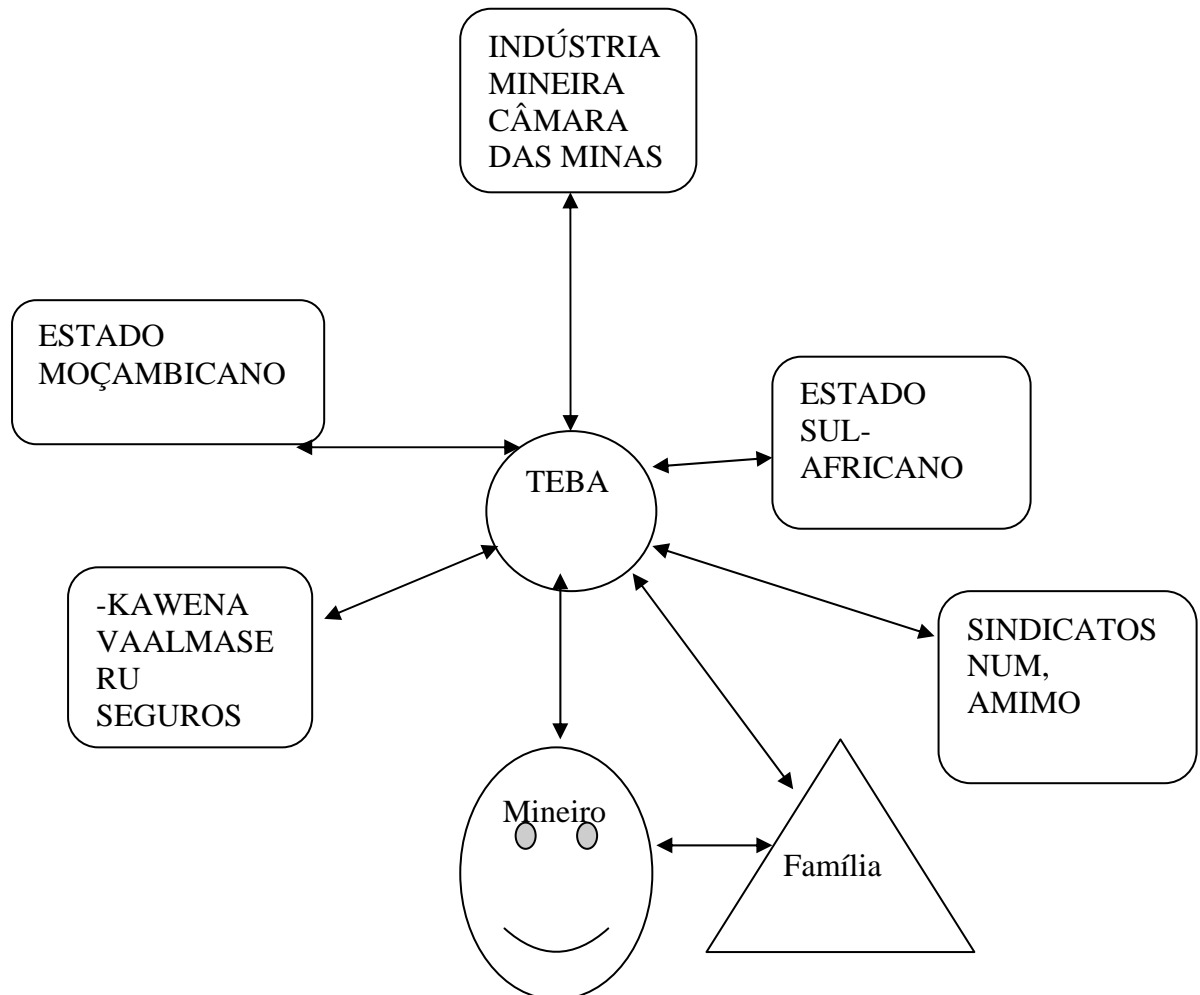 INDÚSTRIA
MINEIRA
CÂMARA
DAS MINAS
ESTADO
MOÇAMBICANO
ESTADO
SUL-
AFRICANO
TEBA
-KAWENA
VAALMASE
RU
SEGUROS
SINDICATOS
NUM,
AMIMO
Mineiro
Família